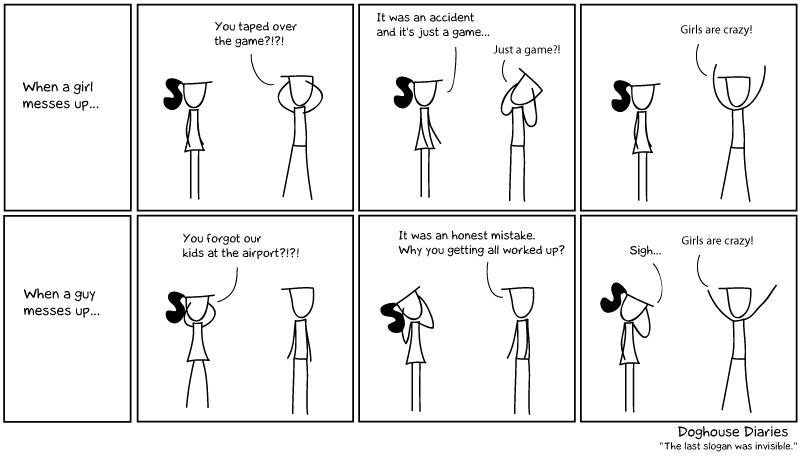 When a girl
messes up...
You taped over
the game?!?!
It was an accident
and it's just a game...
Just a game?!
Girls are crazy!
When a guy
messes up...
You forgot our
kids at the airport?!?!
It was an honest mistake.
Why you getting all worked up?
Sigh...
Girls are crazy!
Doghouse Diaries
"The last slogan was invisible."